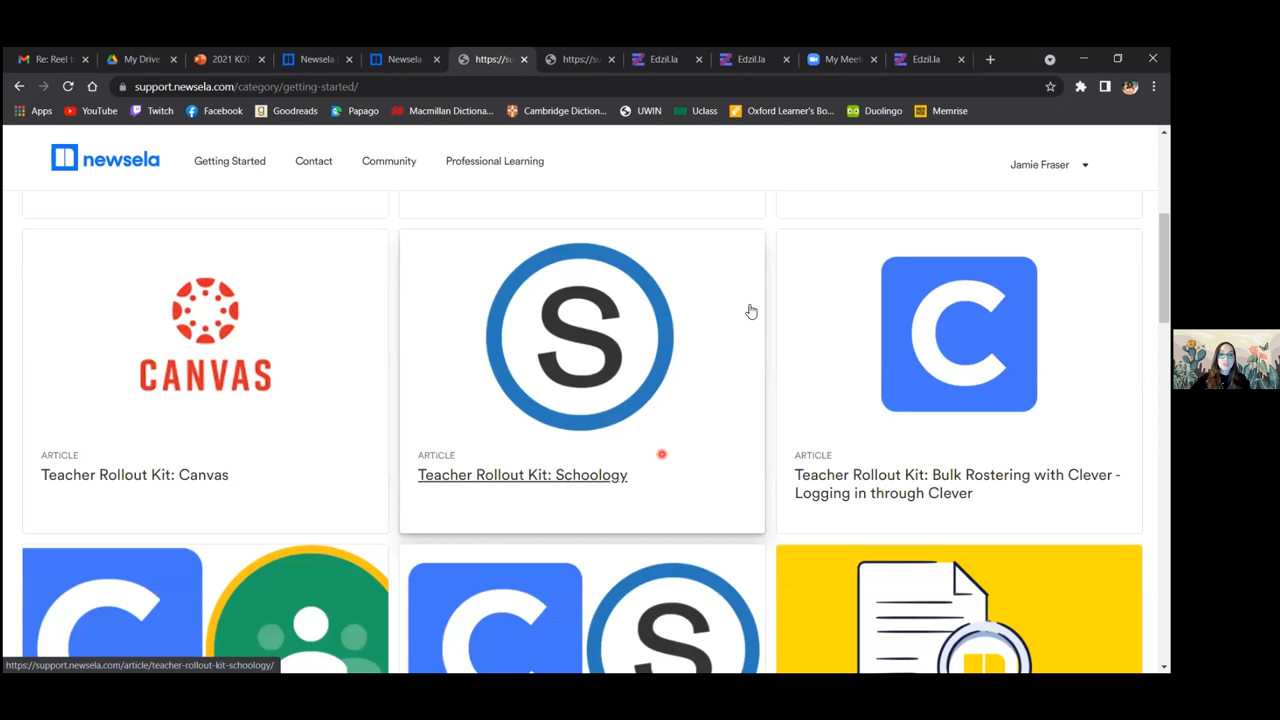 Re: Reel to
My Drive
2021 KOT
Newsela
Newsela
https://su
https://su
Edzil.la
Edzil.la
My Mee
Edzil.la
support.newsela.com/category/getting-started/
Apps
YouTube
Twitch
Facebook
Goodreads
Papago
Macmillan Dictiona...
Cambridge Diction...
UWIN
Uclass
Oxford Learner's Bo...
Duolingo
Memrise
newsela
Getting Started
Contact
Community
Professional Learning
Jamie Fraser
CANVAS
S
C
ARTICLE
Teacher Rollout Kit: Canvas
ARTICLE
Teacher Rollout Kit: Schoology
ARTICLE
Teacher Rollout Kit: Bulk Rostering with Clever -
Logging in through Clever
C
C
S
https://support.newsela.com/article/teacher-rollout-kit-schoology/